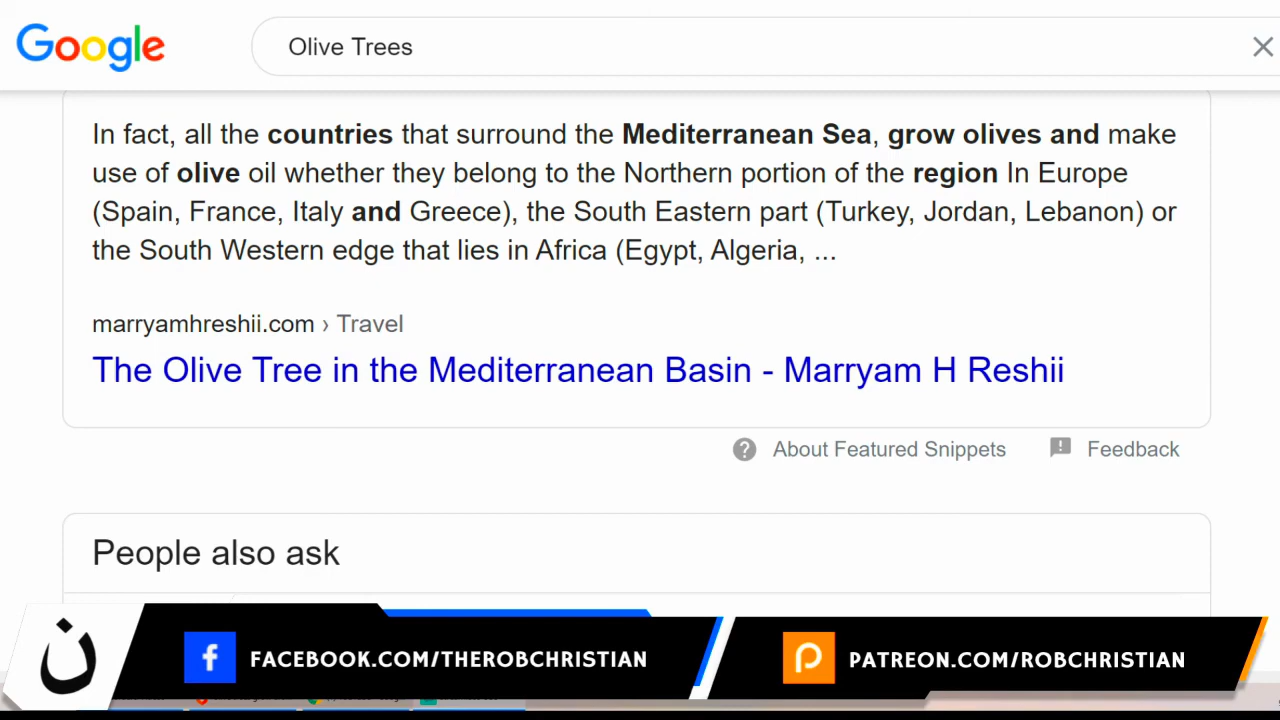 Google
Olive Trees
In fact, all the countries that surround the Mediterranean Sea, grow olives and make
use of olive oil whether they belong to the Northern portion of the region In Europe
(Spain, France, Italy and Greece), the South Eastern part (Turkey, Jordan, Lebanon) or
the South Western edge that lies in Africa (Egypt, Algeria, ...
marryamhreshii.com › Travel
The Olive Tree in the Mediterranean Basin - Marryam H Reshii
About Featured Snippets Feedback
People also ask
ن
FACEBOOK.COM/THEROBCHRISTIAN
PATREON.COM/ROBCHRISTIAN